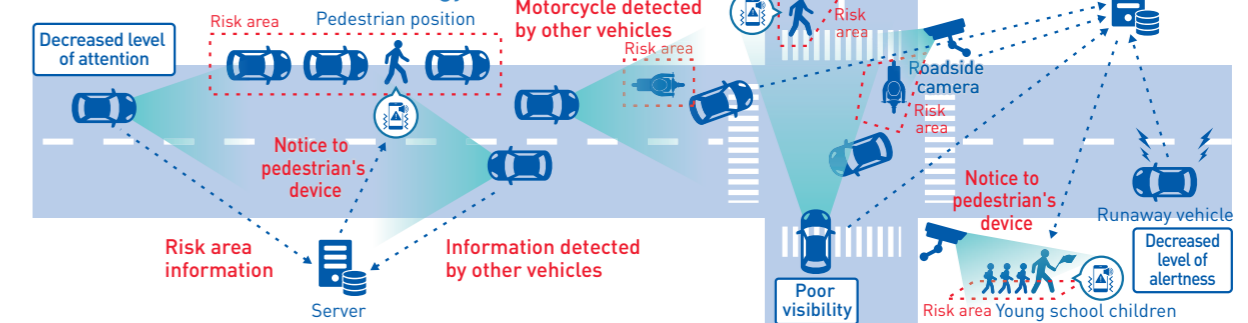 Risk area
Pedestrian position
Motorcycle detected
by other vehicles
Risk
area
Decreased level
of attention
Risk area
Roadside
camera
Risk
area
Notice to
pedestrian's
device
Notice to
pedestrian's
device
Runaway vehicle
Risk area
information
Information detected
by other vehicles
Decreased
level of
alertness
Poor
visibility
Server
Risk area
Young school children